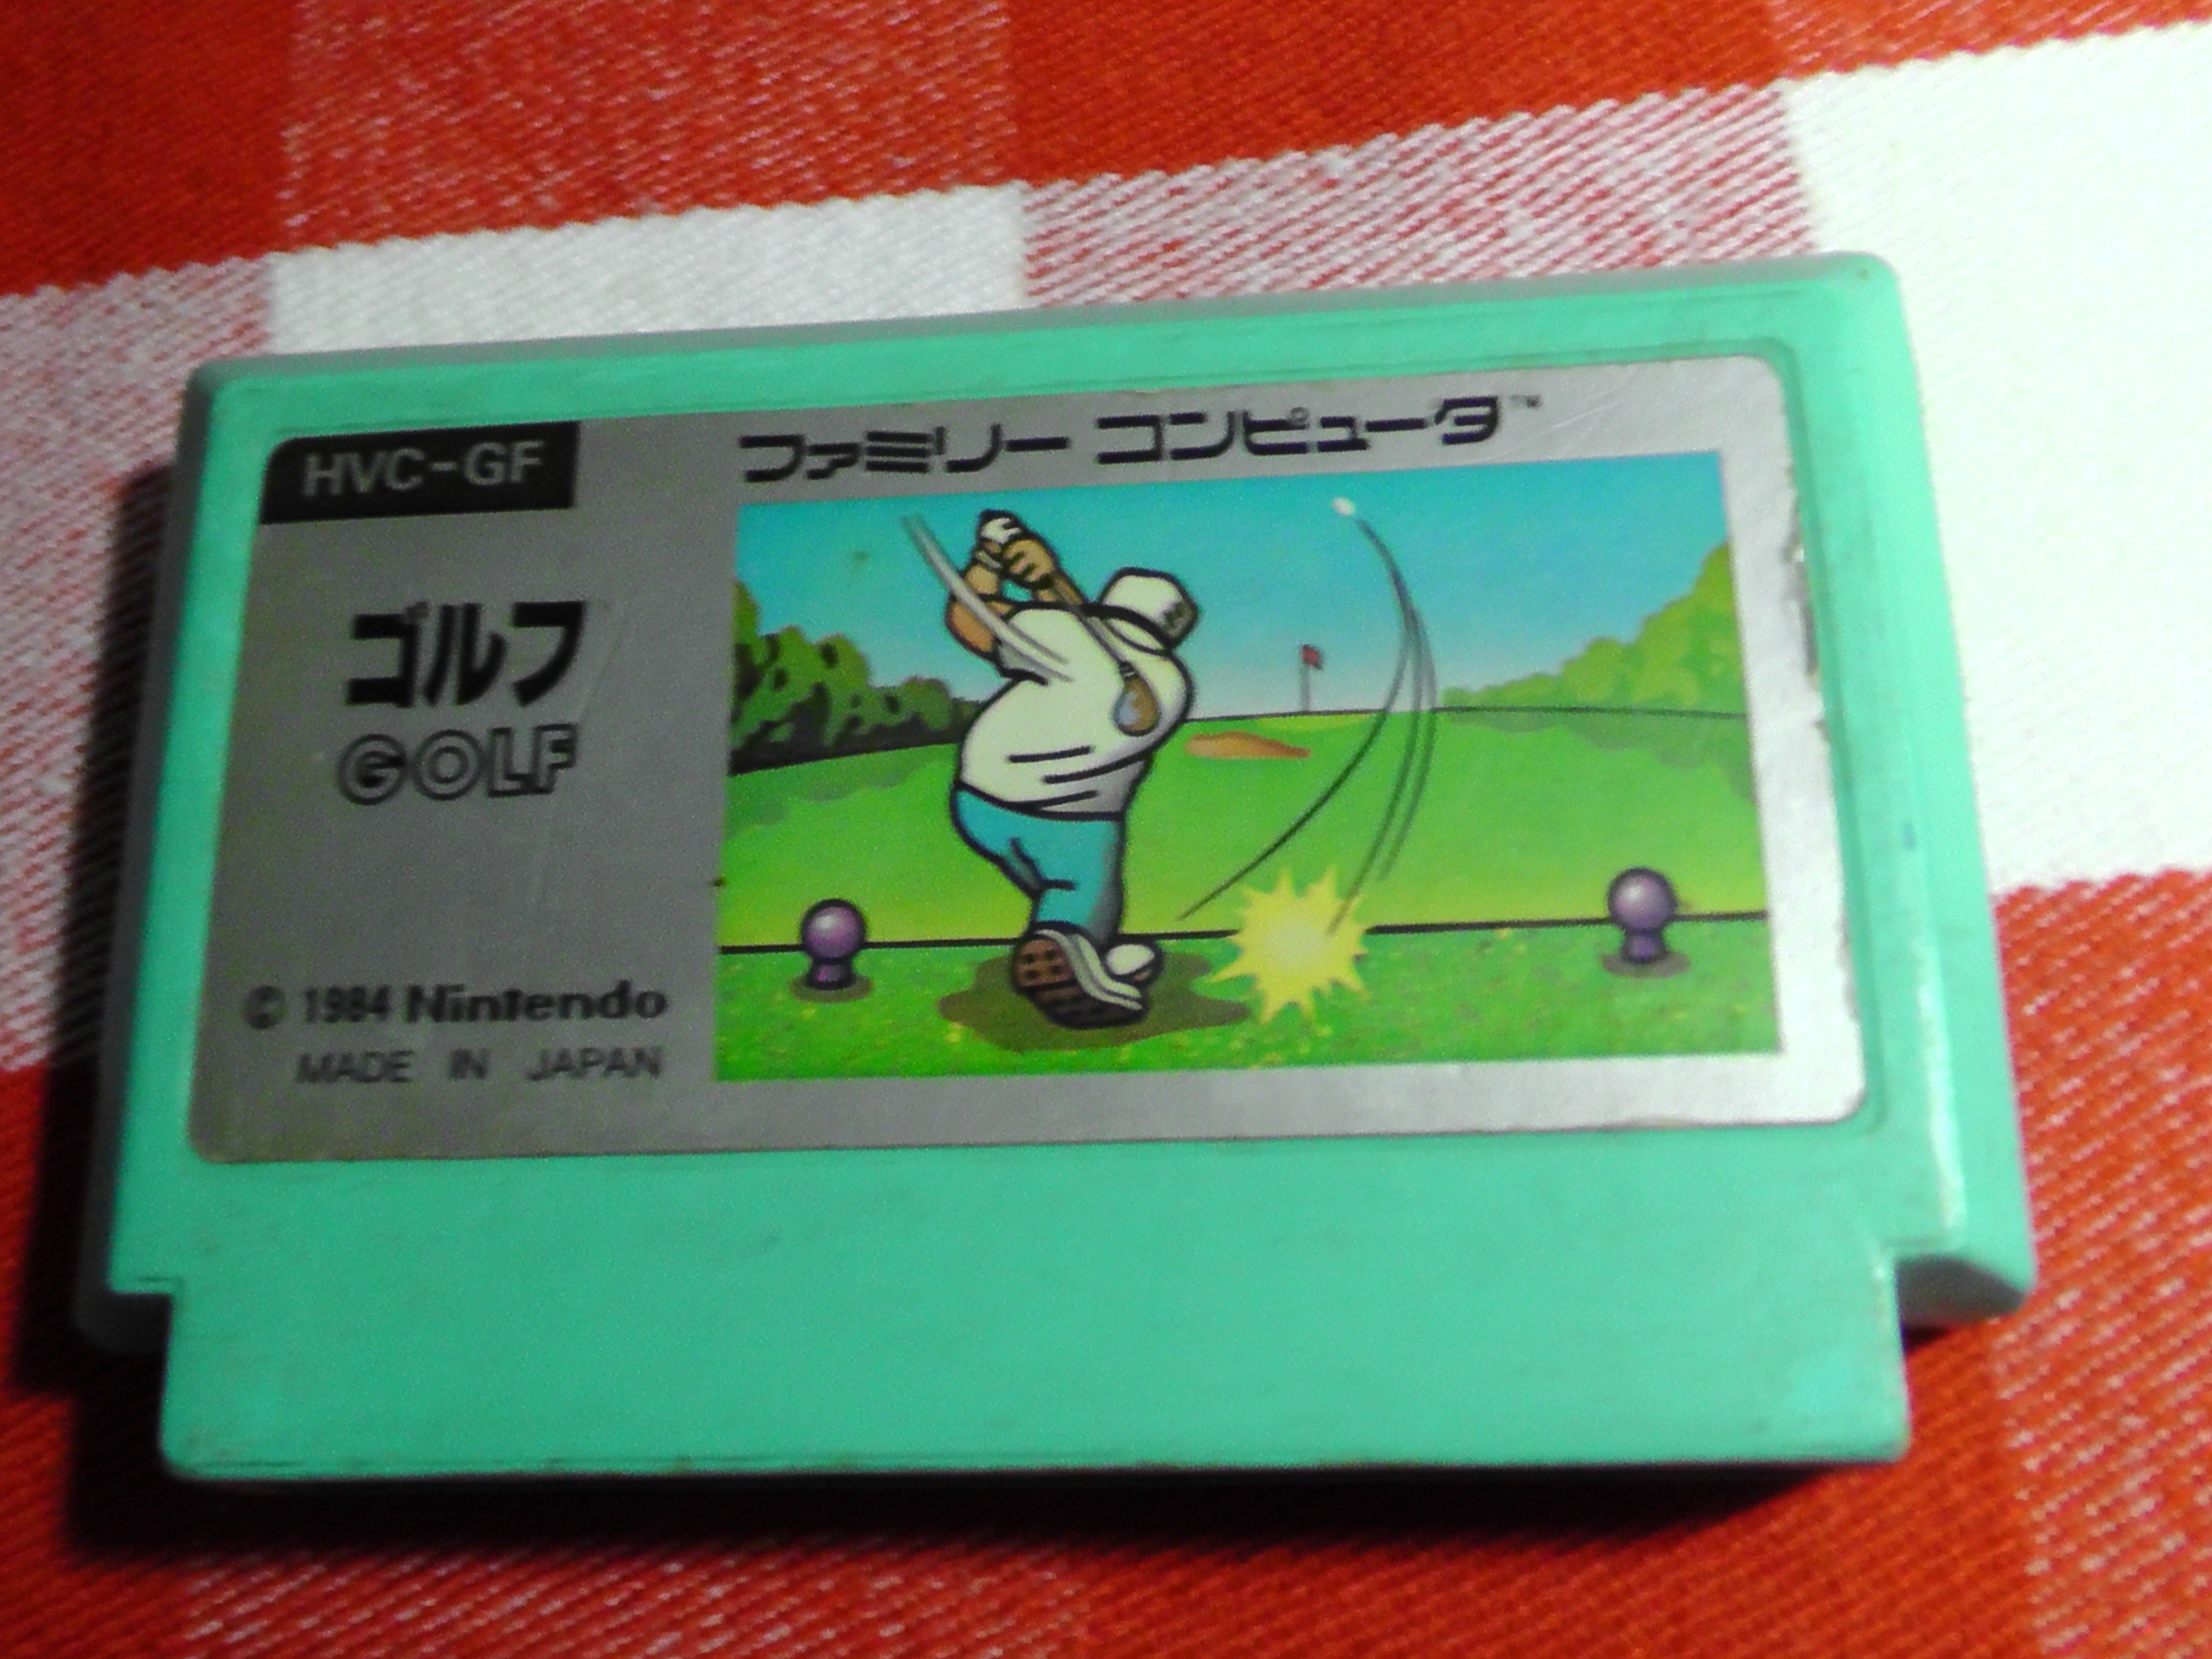 HVC-GF
ファミリー コンピュータ™
ゴルフ
GOLF
© 1984 Nintendo
MADE IN JAPAN